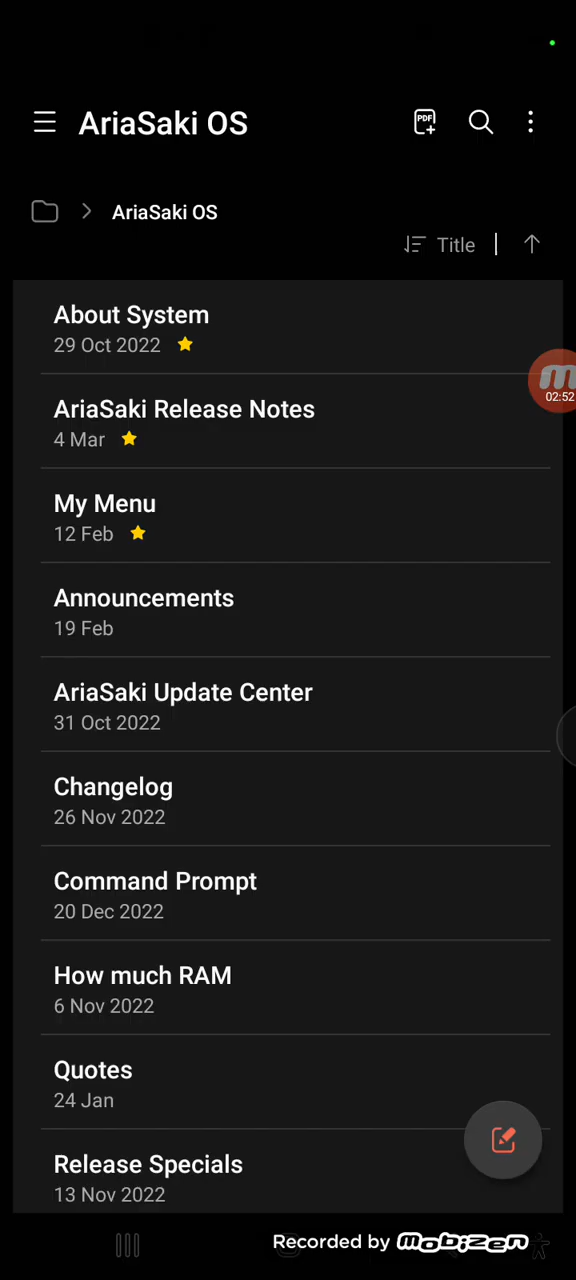 AriaSaki OS
PDF
AriaSaki OS
Title
About System
29 Oct 2022
02:52
AriaSaki Release Notes
4 Mar
My Menu
12 Feb
Announcements
19 Feb
AriaSaki Update Center
31 Oct 2022
Changelog
26 Nov 2022
Command Prompt
20 Dec 2022
How much RAM
6 Nov 2022
Quotes
24 Jan
Release Specials
13 Nov 2022
Recorded by mobizen